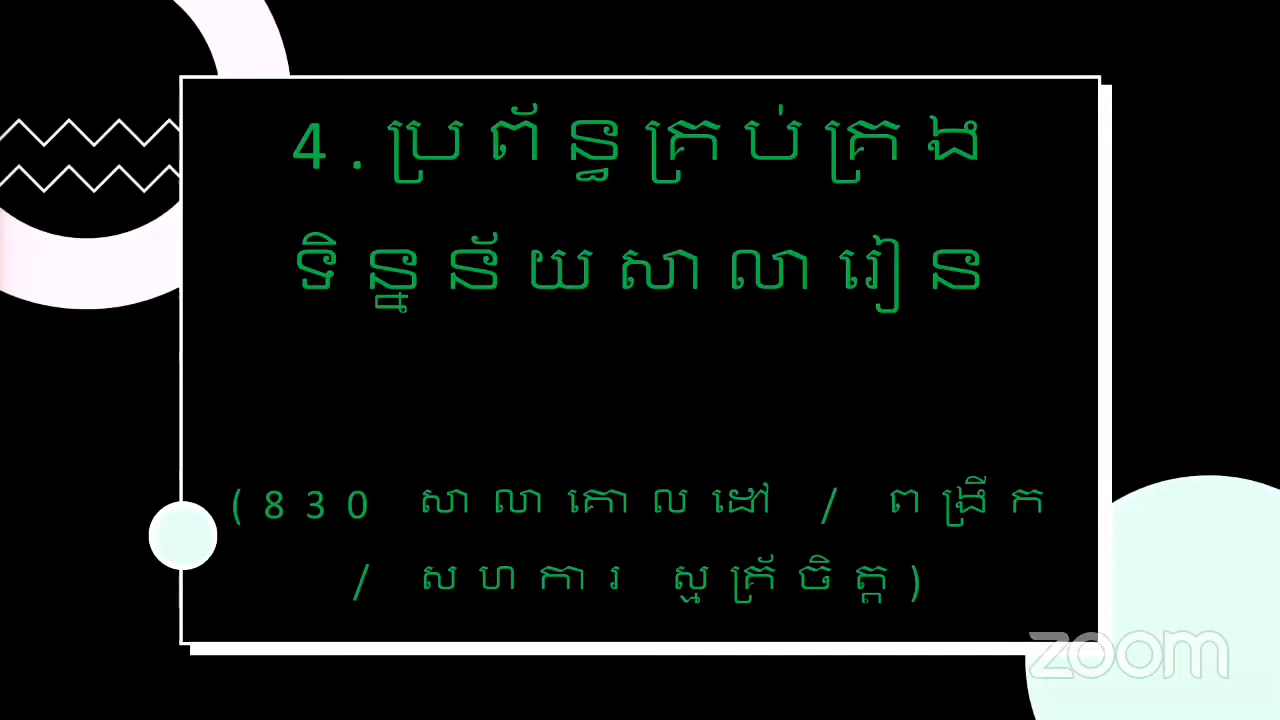 4.ប្រព័ន្ធគ្រប់គ្រង
ទិន្នន័យសាលារៀន
(830 សាលាគោលដៅ / ពង្រីក
/ សហការ ស្មគ្រ័ចិត្ត)
zoom